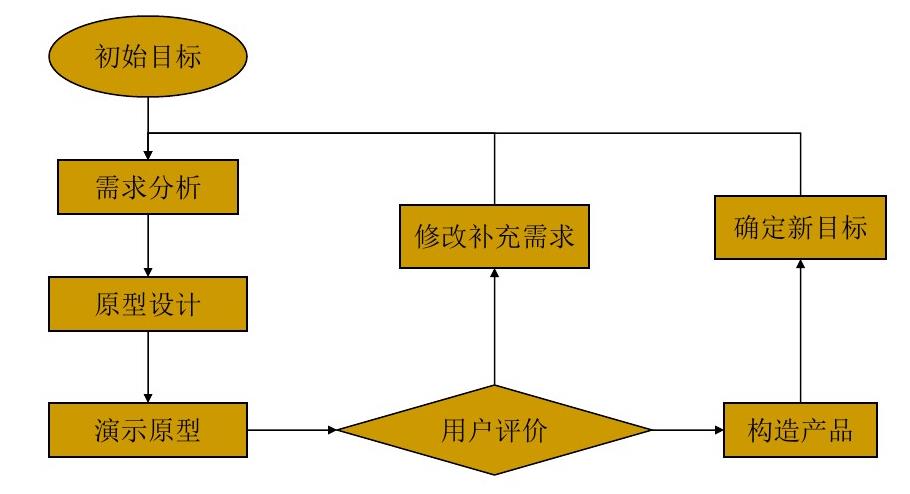 初始目标
需求分析
修改补充需求
确定新目标
原型设计
演示原型
用户评价
构造产品